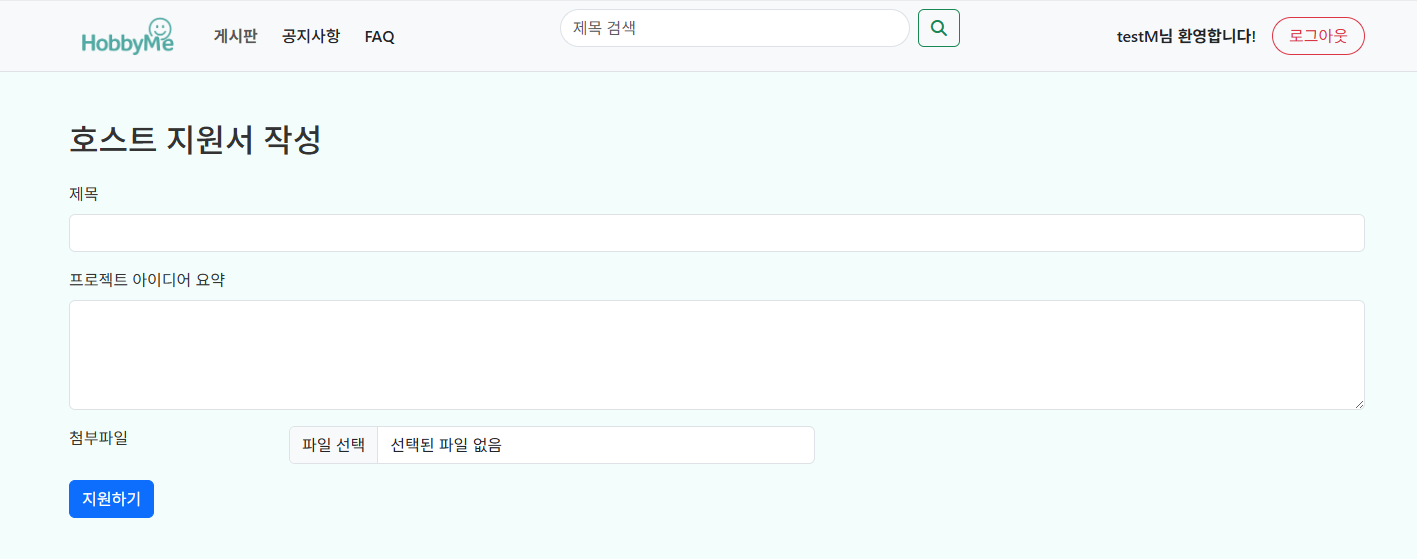 HobbyMe 게시판 공지사항 FAQ 제목 검색 testM님 환영합니다! 로그아웃
호스트 지원서 작성
제목
프로젝트 아이디어 요약
첨부파일 파일 선택 선택된 파일 없음
지원하기